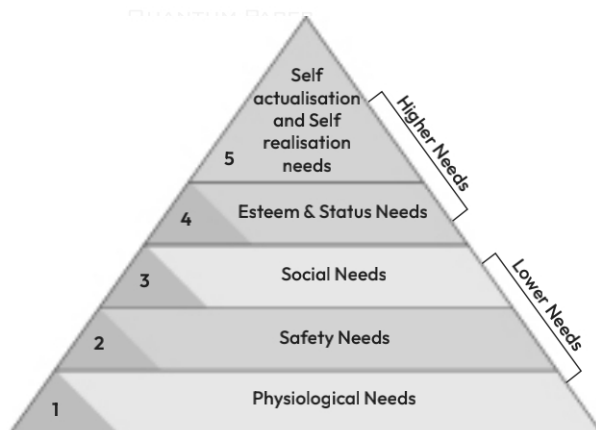 Self
actualisation
and Self
realisation
needs
5
Higher Needs
4
Esteem & Status Needs
3
Social Needs
Lower Needs
2
Safety Needs
1
Physiological Needs